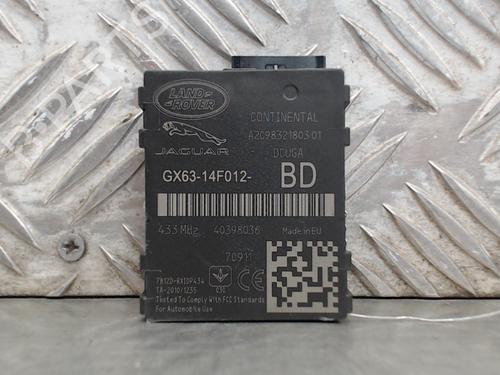 LAND ROVER
CONTINENTAL
A2C98321803 01
JAGUAR
DCUGA
GX63-14F012- BD
433 MHz 40398036 Made in EU
70911
TA-2010/1235
Tested To Comply With FCC Standards
For Automobile Use